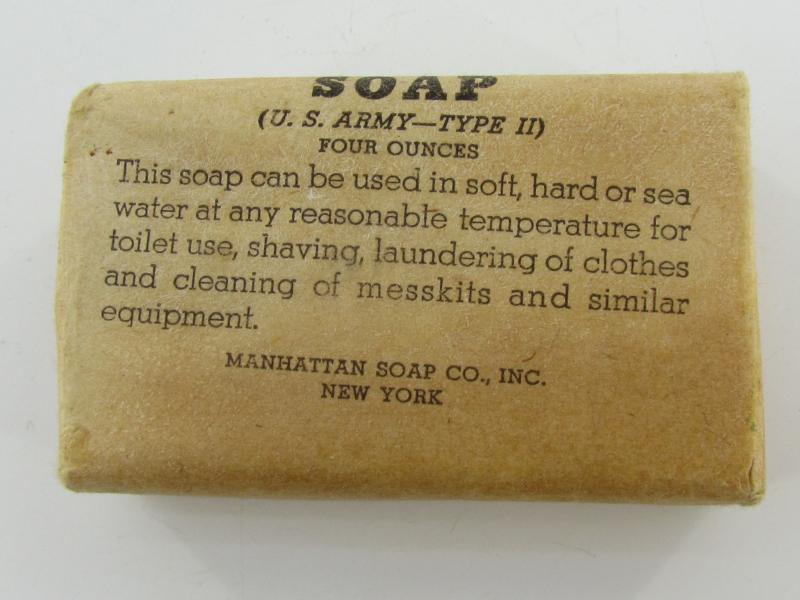 SOAP
(U. S. ARMY—TYPE II)
FOUR OUNCES
This soap can be used in soft, hard or sea
water at any reasonable temperature for
toilet use, shaving, laundering of clothes
and cleaning of messkits and similar
equipment.
MANHATTAN SOAP CO., INC.
NEW YORK